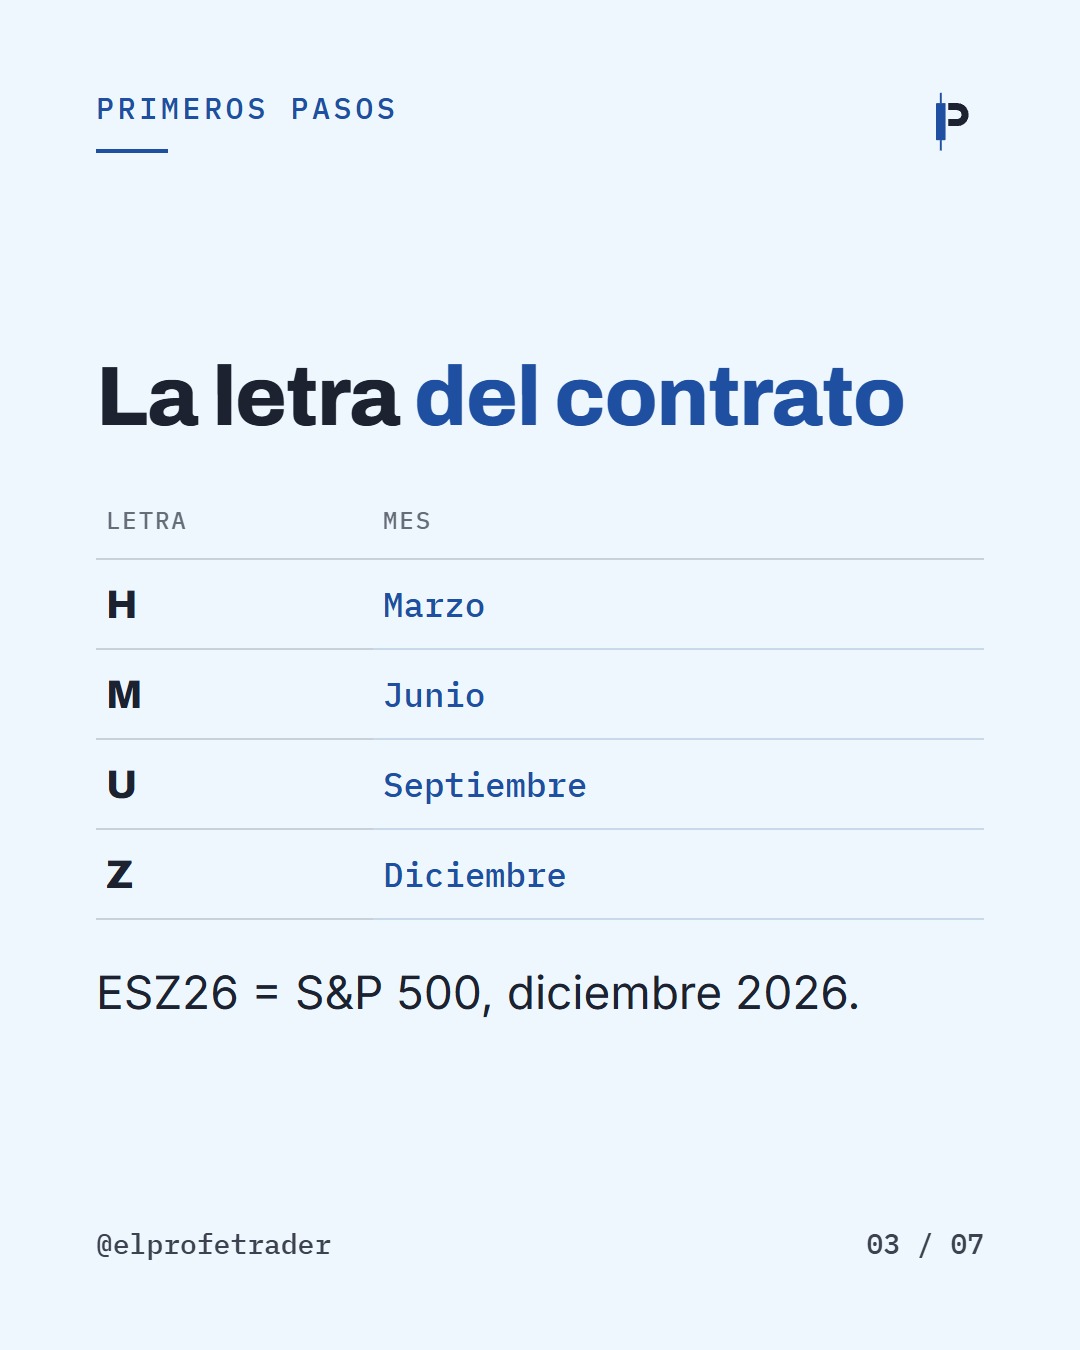 PRIMEROS PASOS
La letra del contrato
LETRA MES
H Marzo
M Junio
U Septiembre
Z Diciembre
ESZ26 = S&P 500, diciembre 2026.
@elprofetrader 03 / 07